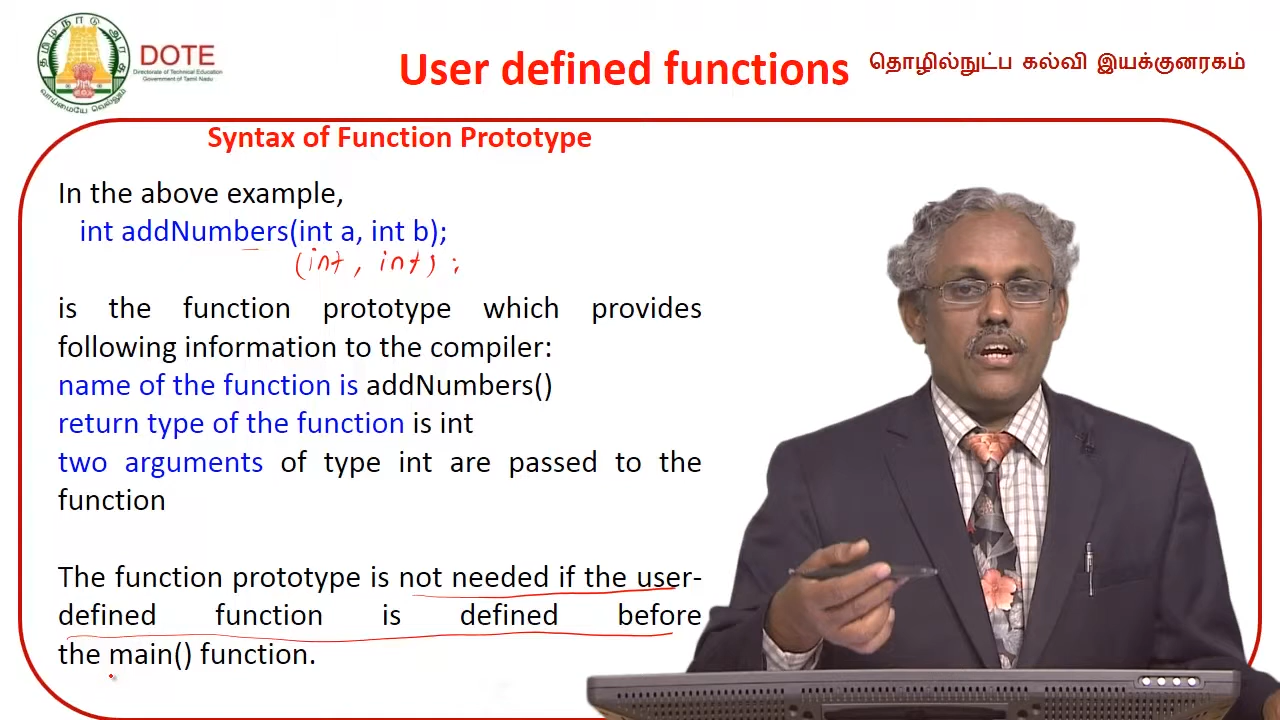 தமிழ்நாடு அரசு
வாய்மையே வெல்லும்
DOTE
Directorate of Technical Education
Government of Tamil Nadu
User defined functions
தொழில்நுட்ப கல்வி இயக்குனரகம்
Syntax of Function Prototype
In the above example,
int addNumbers(int a, int b);
(int, int);
is the function prototype which provides
following information to the compiler:
name of the function is addNumbers()
return type of the function is int
two arguments of type int are passed to the
function
The function prototype is not needed if the user-
defined function is defined before
the main() function.